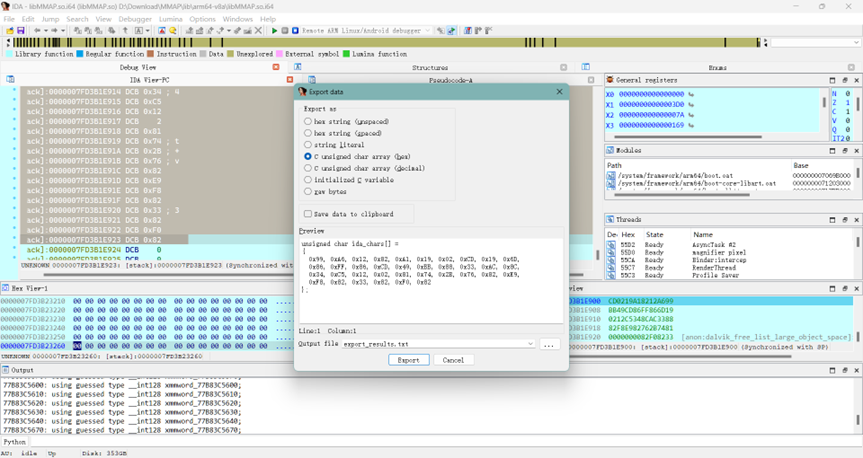 IDA - libMMAP.so.i64 (libMMAP.so) D:\Download\MMAP\lib\arm64-v8a\libMMAP.so.i64
File Edit Jump Search View Debugger Lumina Options Windows Help
Remote ARM Linux/Android debugger
Library function Regular function Instruction Data Unexplored External symbol Lumina function
Debug View Structures Enums
IDA View-PC Pseudocode-A General registers
ack]:0000007FD3B1E914 DCB 0x34 ; 4
ack]:0000007FD3B1E915 DCB 0xC5
ack]:0000007FD3B1E916 DCB 0x12
ack]:0000007FD3B1E917 DCB 2
ack]:0000007FD3B1E918 DCB 0x81
ack]:0000007FD3B1E919 DCB 0x74 ; t
ack]:0000007FD3B1E91A DCB 0x2B ; +
ack]:0000007FD3B1E91B DCB 0x76 ; v
ack]:0000007FD3B1E91C DCB 0x82
ack]:0000007FD3B1E91D DCB 0xE9
ack]:0000007FD3B1E91E DCB 0xF8
ack]:0000007FD3B1E91F DCB 0x82
ack]:0000007FD3B1E920 DCB 0x33 ; 3
ack]:0000007FD3B1E921 DCB 0x82
ack]:0000007FD3B1E922 DCB 0xF0
ack]:0000007FD3B1E923 DCB 0x82
ack]:0000007FD3B1E924 DCB 0
UNKNOWN 0000007FD3B1E923: [stack]:0000007FD3B1E923 (Synchronized wit
Export data
Export as
hex string (unspaced)
hex string (spaced)
string literal
C unsigned char array (hex)
C unsigned char array (decimal)
initialized C variable
raw bytes
Save data to clipboard
Preview
unsigned char ida_chars[] =
{
0x99, 0xA6, 0x12, 0x82, 0xA1, 0x19, 0x02, 0xCD, 0x19, 0x6D,
0x86, 0xFF, 0x86, 0xCD, 0x49, 0xBB, 0x88, 0x33, 0xAC, 0x8C,
0x34, 0xC5, 0x12, 0x02, 0x81, 0x74, 0x2B, 0x76, 0x82, 0xE9,
0xF8, 0x82, 0x33, 0x82, 0xF0, 0x82
};
Line:1 Column:1
Output file export_results.txt ...
Export Cancel
X0 0000000000000000
X1 00000000000003D0
X2 000000000000007A
X3 0000000000000169
N 0
Z 1
C 1
V 0
Q 0
IT2 0
Modules
Path Base
/system/framework/arm64/boot.oat 000000007069B000
/system/framework/arm64/boot-core-libart.oat 0000000071203000
Threads
De Hex State Name
55D2 Ready AsyncTask #2
55D0 Ready magnifier pixel
55CA Ready Binder:intercep
55C7 Ready RenderThread
55C3 Ready Profile Saver
Hex View-1
0000007FD3B23210 00 00 00 00 00 00 00 00 00 00 00 00 00 00 00 00
0000007FD3B23220 00 00 00 00 00 00 00 00 00 00 00 00 00 00 00 00
0000007FD3B23230 00 00 00 00 00 00 00 00 00 00 00 00 00 00 00 00
0000007FD3B23240 00 00 00 00 00 00 00 00 00 00 00 00 00 00 00 00
0000007FD3B23250 00 00 00 00 00 00 00 00 00 00 00 00 00 00 00 00
0000007FD3B23260 00 00 00 00 00 00 00 00 00 00 00 00 00 00 00 00
UNKNOWN 0000007FD3B23260: [stack]:0000007FD3B23260
D3B1E900 CD0219A18212A699
D3B1E908 BB49CD86FF866D19
D3B1E910 0212C5348CAC3388
D3B1E918 82F8E982762B7481
D3B1E920 0000000082F08233 [anon:dalvik_free_list_large_object_space]
D3B1E900: [stack]:0000007FD3B1E900 (Synchronized with SP)
Output
77B83C5600: using guessed type __int128 xmmword_77B83C5600;
77B83C5610: using guessed type __int128 xmmword_77B83C5610;
77B83C5620: using guessed type __int128 xmmword_77B83C5620;
77B83C5630: using guessed type __int128 xmmword_77B83C5630;
77B83C5640: using guessed type __int128 xmmword_77B83C5640;
77B83C5670: using guessed type __int128 xmmword_77B83C5670;
Python
AU: idle Up Disk: 353GB